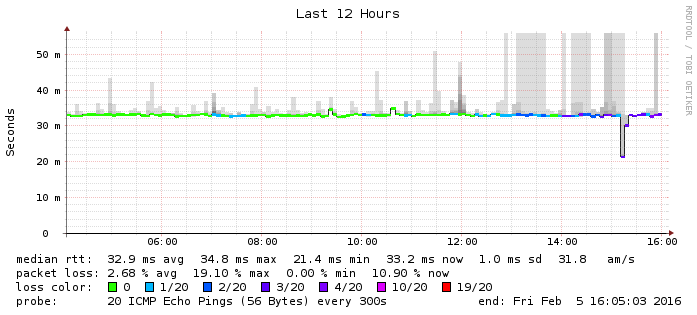 Last 12 Hours
RRDTOOL / TOBI OETIKER
Seconds
50 m
40 m
30 m
20 m
10 m
0
06:00 08:00 10:00 12:00 14:00 16:00
median rtt: 32.9 ms avg 34.8 ms max 21.4 ms min 33.2 ms now 1.0 ms sd 31.8 am/s
packet loss: 2.68 % avg 19.10 % max 0.00 % min 10.90 % now
loss color: 0 1/20 2/20 3/20 4/20 10/20 19/20
probe: 20 ICMP Echo Pings (56 Bytes) every 300s end: Fri Feb 5 16:05:03 2016